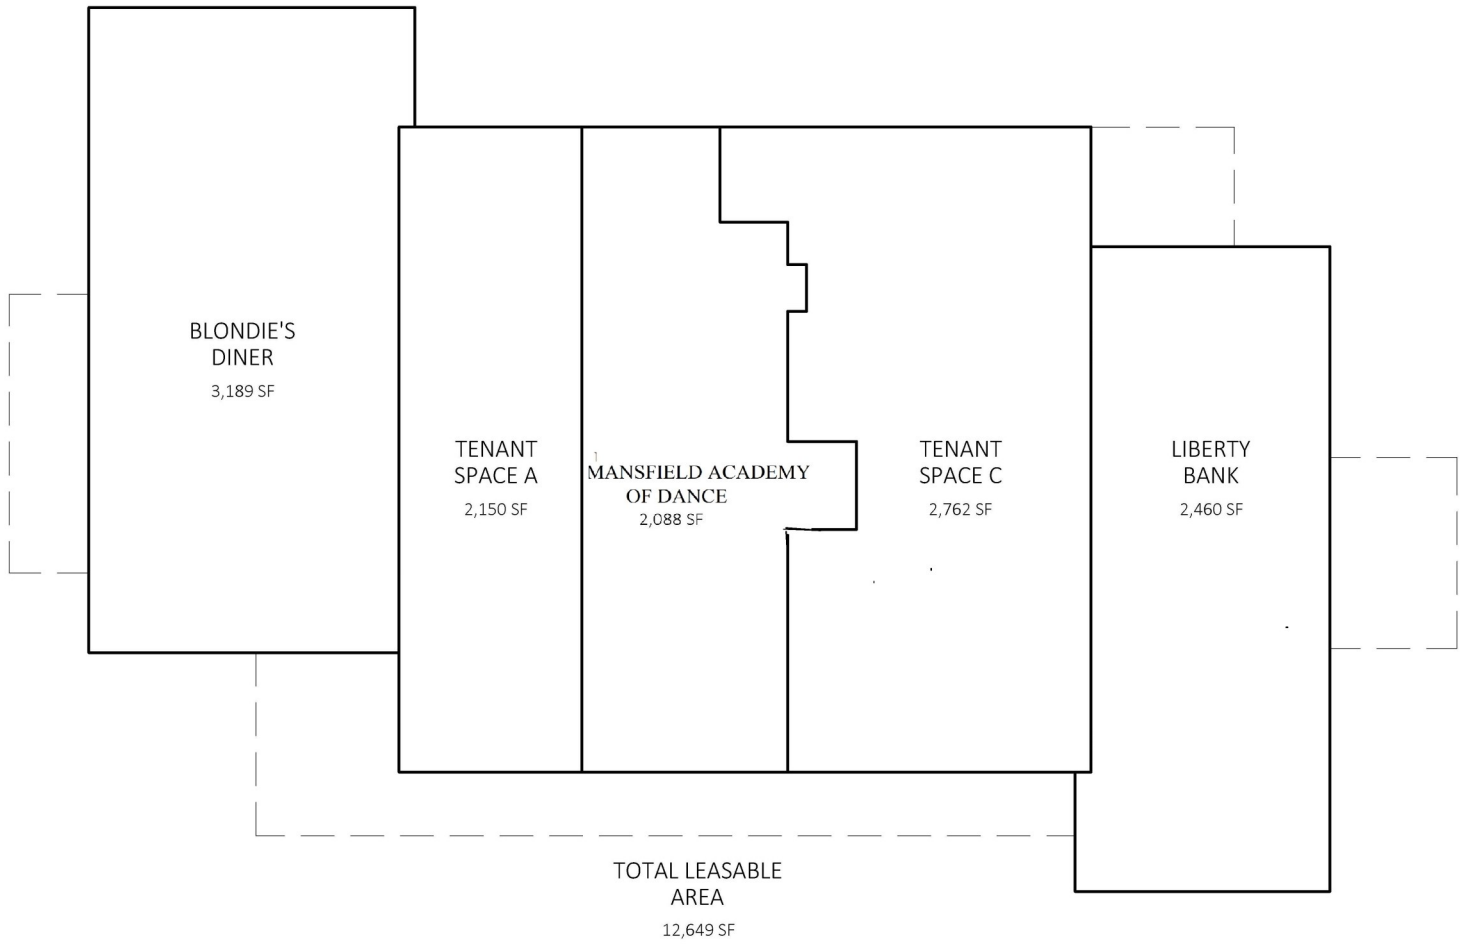 BLONDIE'S
DINER
3,189 SF
TENANT
SPACE A
2,150 SF
MANSFIELD ACADEMY
OF DANCE
2,088 SF
TENANT
SPACE C
2,762 SF
LIBERTY
BANK
2,460 SF
TOTAL LEASABLE
AREA
12,649 SF